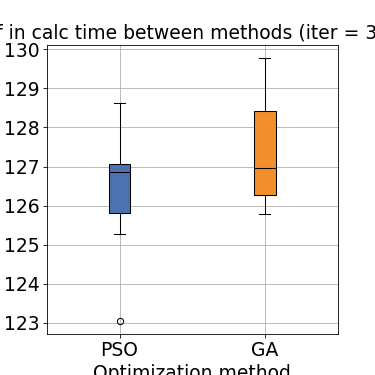 in calc time between methods (iter = 3
130
129
128
127
126
125
124
123
PSO GA
Optimization method